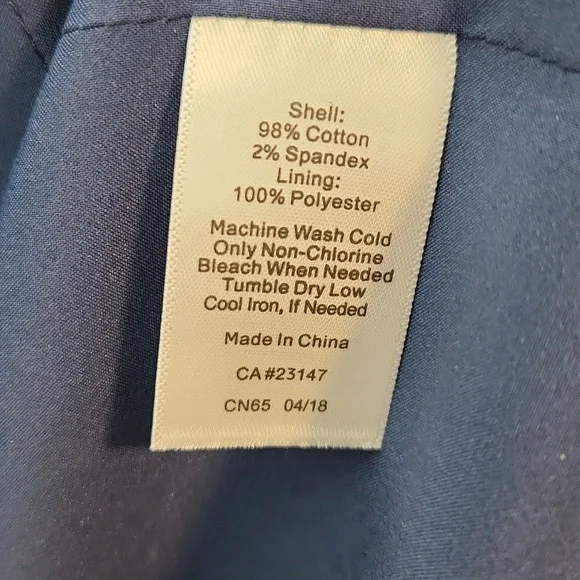 Shell:
98% Cotton
2% Spandex
Lining:
100% Polyester
Machine Wash Cold
Only Non-Chlorine
Bleach When Needed
Tumble Dry Low
Cool Iron, If Needed
Made In China
CA#23147
CN65 04/18